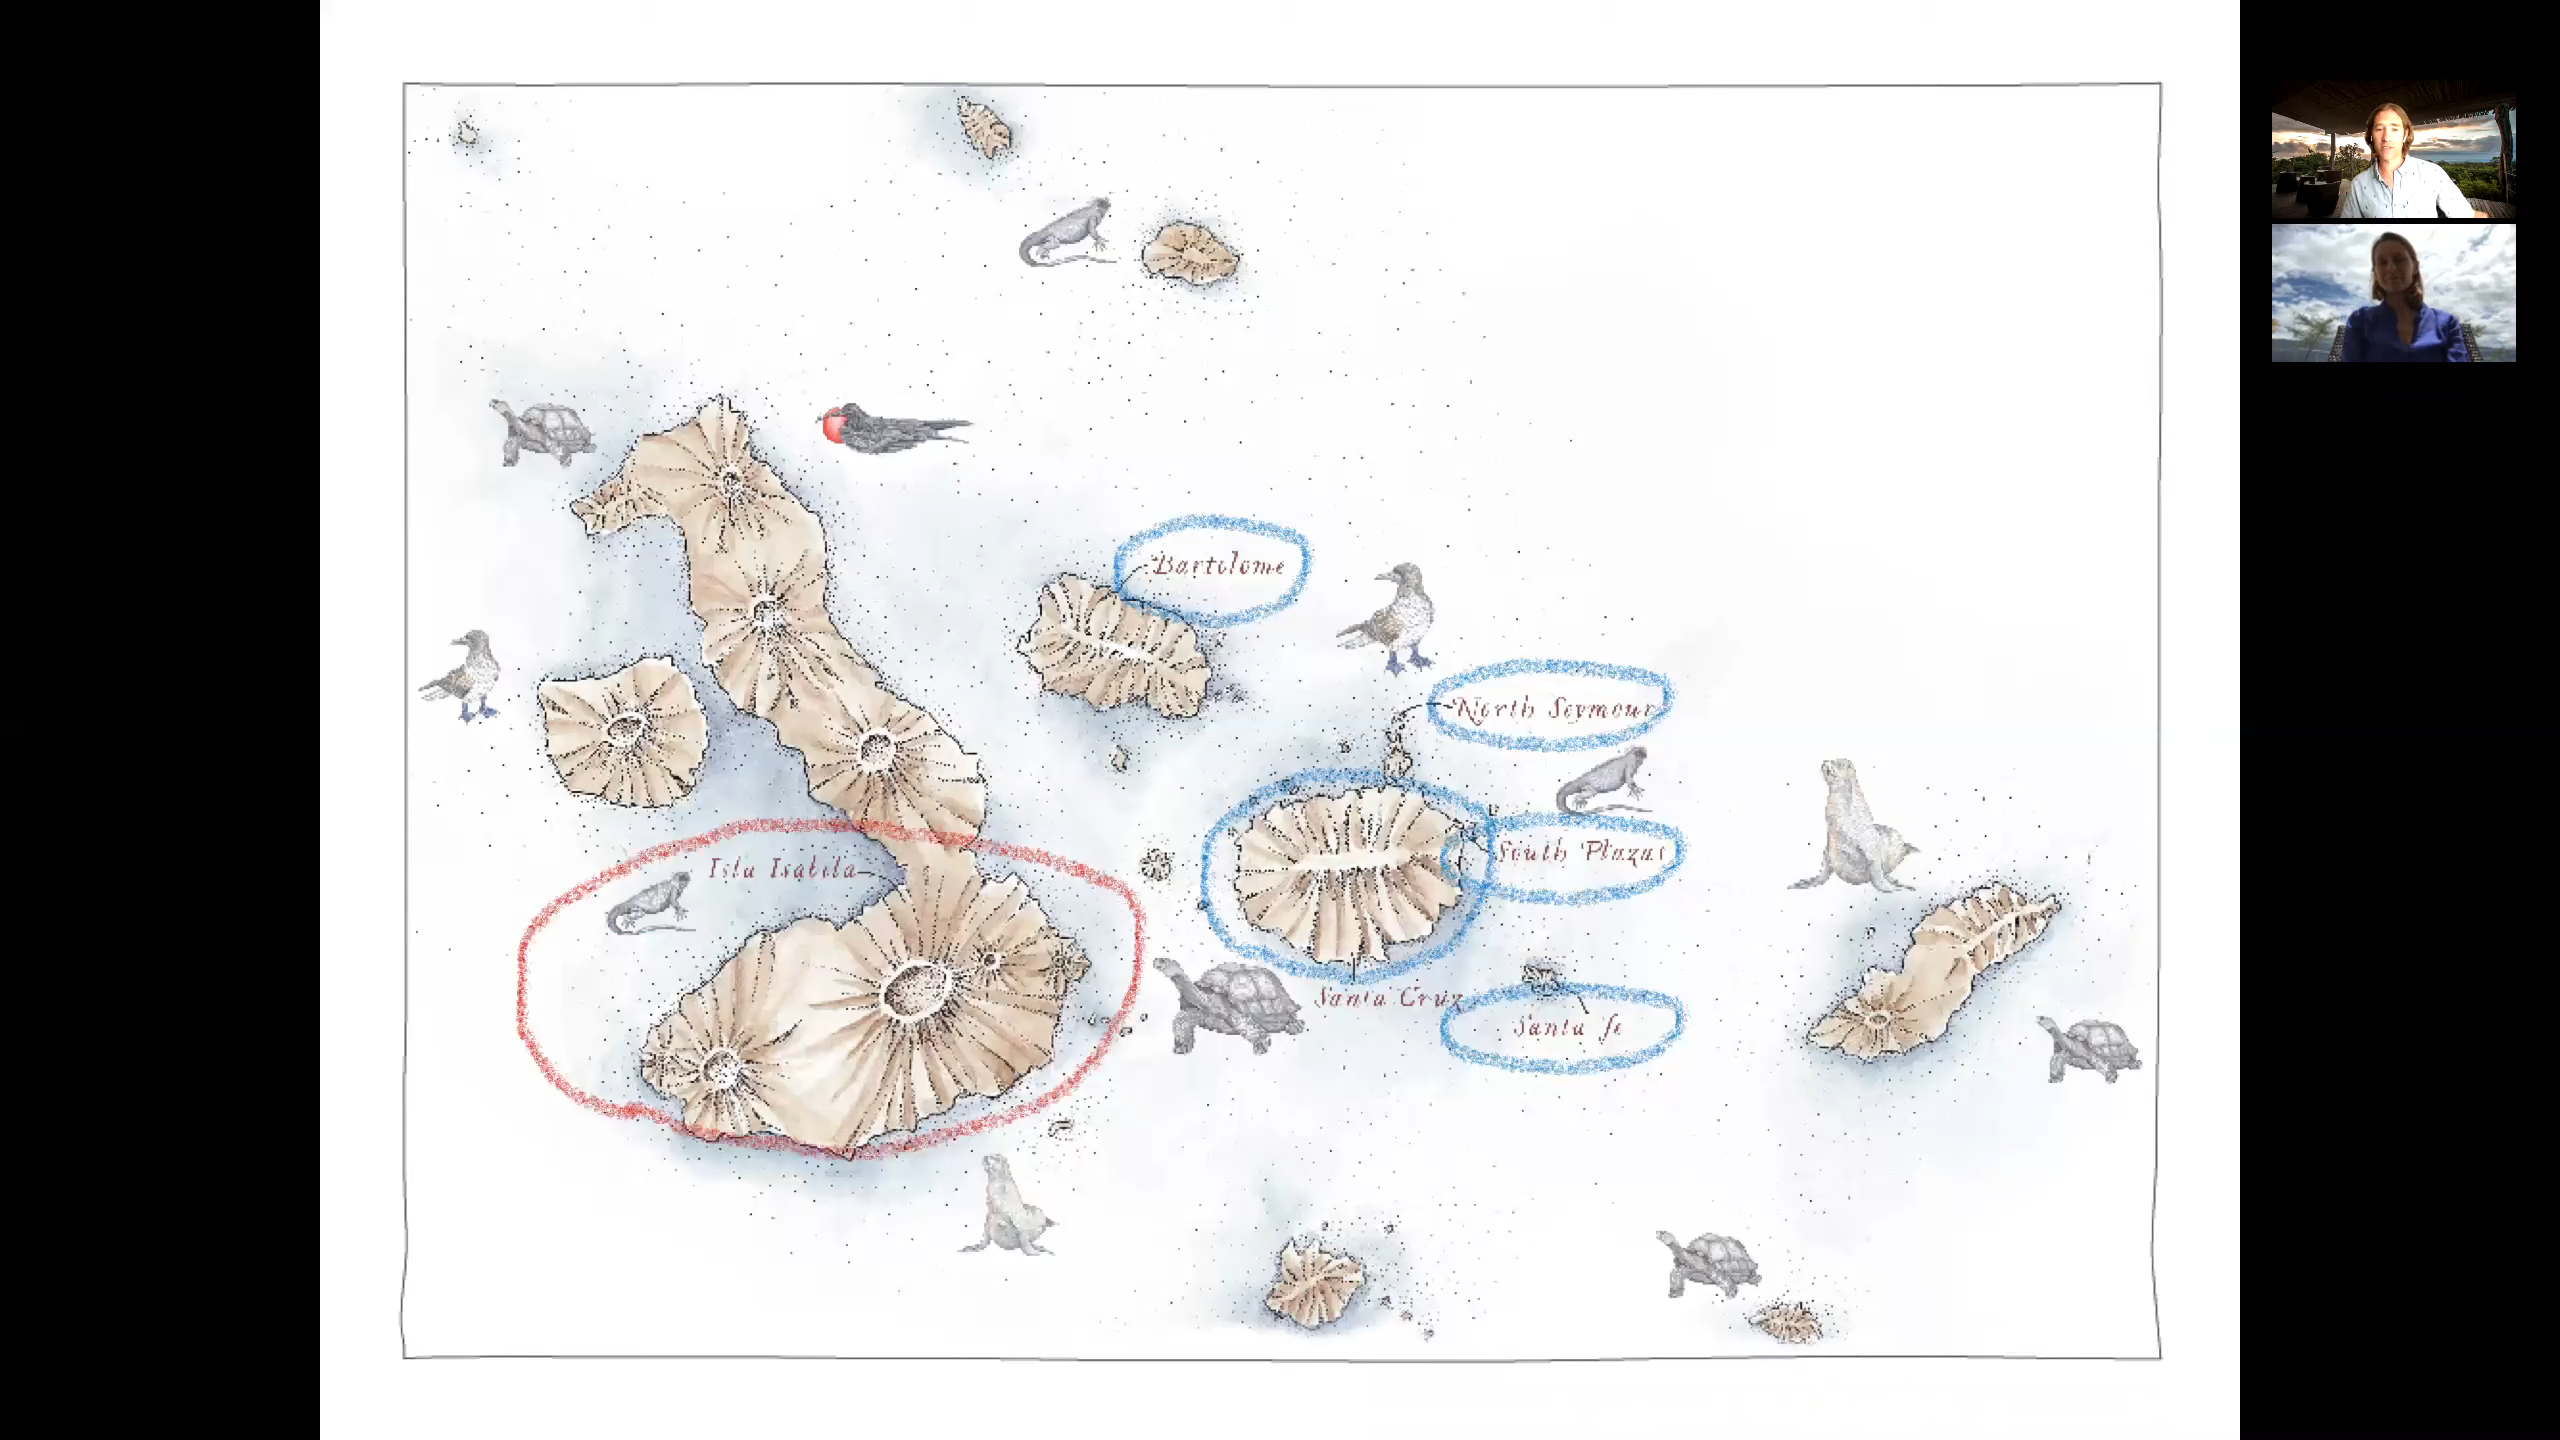 Bartolome
North Seymour
South Plazas
Isla Isabela
Santa Cruz
Santa Fe